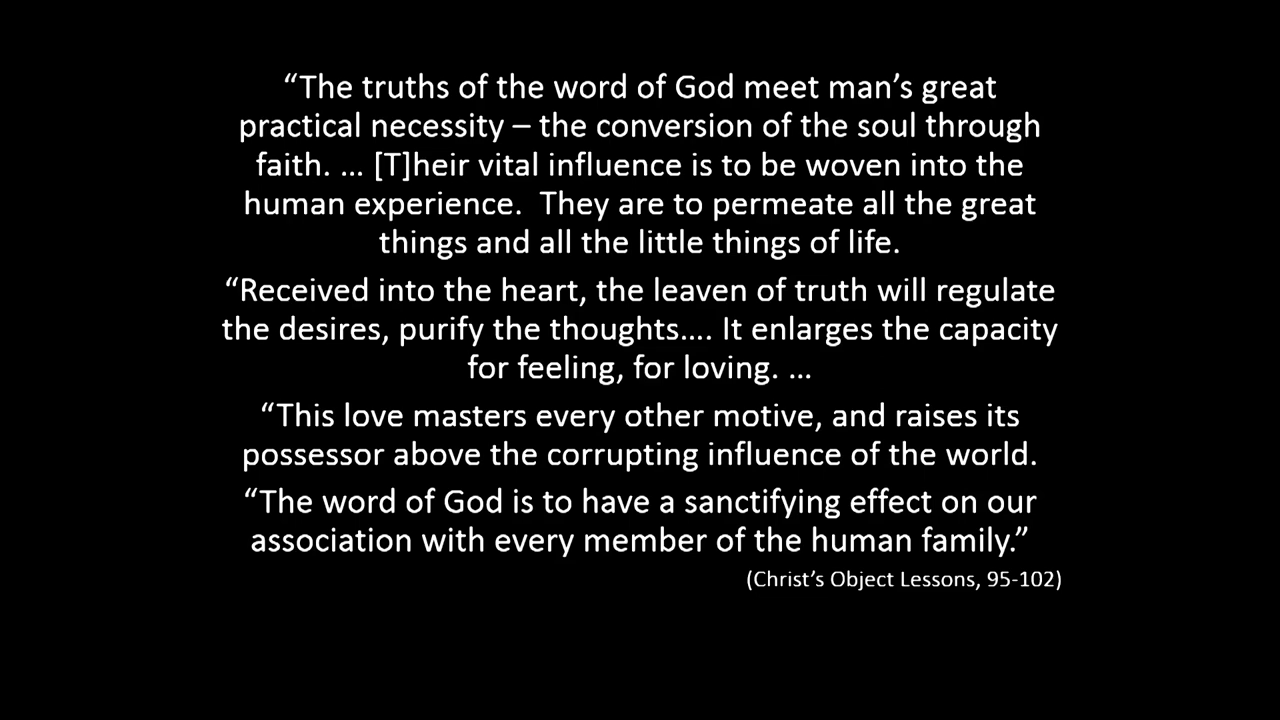 “The truths of the word of God meet man’s great
practical necessity – the conversion of the soul through
faith. … [T]heir vital influence is to be woven into the
human experience.  They are to permeate all the great
things and all the little things of life.
“Received into the heart, the leaven of truth will regulate
the desires, purify the thoughts…. It enlarges the capacity
for feeling, for loving. …
“This love masters every other motive, and raises its
possessor above the corrupting influence of the world.
“The word of God is to have a sanctifying effect on our
association with every member of the human family.”
(Christ’s Object Lessons, 95-102)